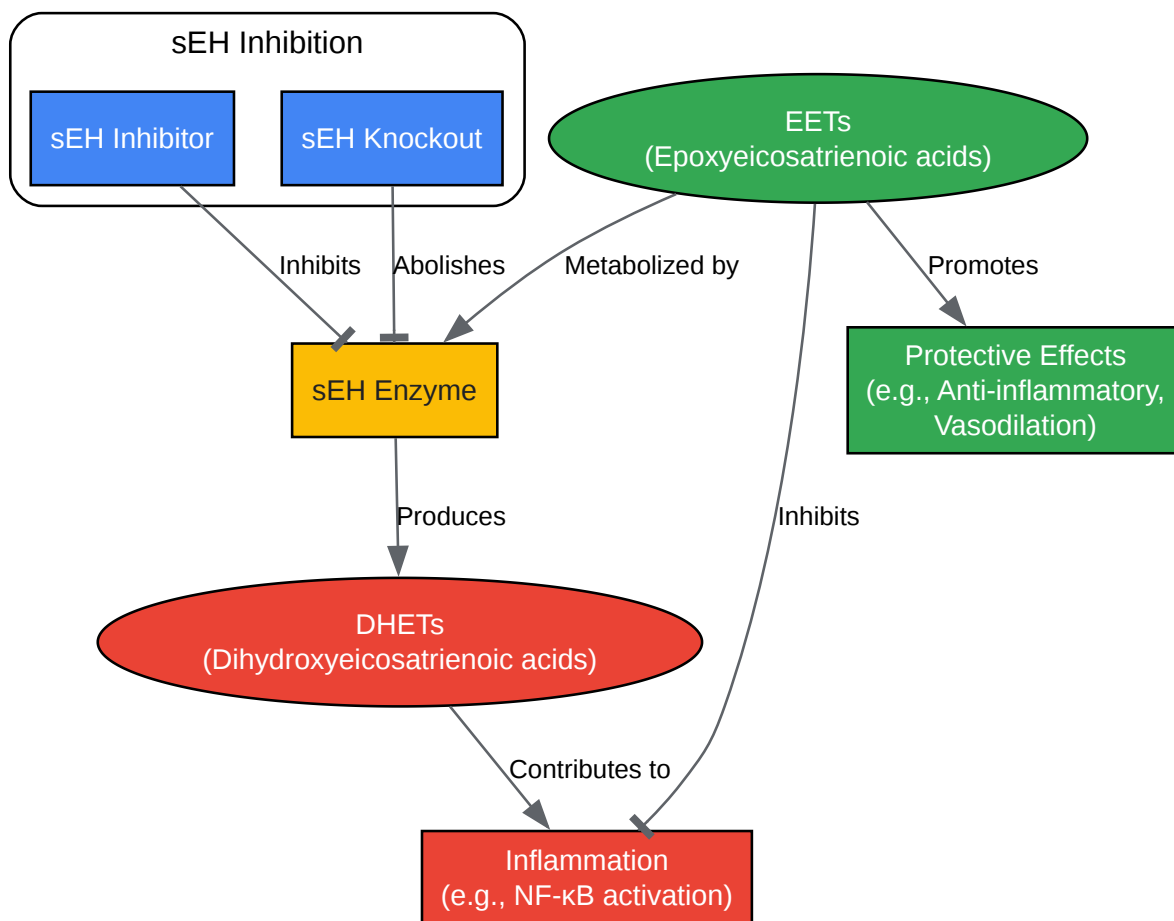 sEH Inhibition
sEH Inhibitor
sEH Knockout
EETs
(Epoxyeicosatrienoic acids)
Inhibits
Abolishes
Metabolized by
Promotes
sEH Enzyme
Protective Effects
(e.g., Anti-inflammatory,
Vasodilation)
Produces
Inhibits
DHETs
(Dihydroxyeicosatrienoic acids)
Contributes to
Inflammation
(e.g., NF-κB activation)